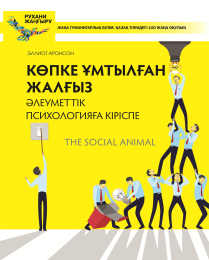 РУХАНИ
ЖАҢҒЫРУ
ЖАҢА ГУМАНИТАРЛЫҚ БІЛІМ. ҚАЗАҚ ТІЛІНДЕГІ 100 ЖАҢА ОҚУЛЫҚ
ЭЛЛИОТ АРОНСОН
КӨПКЕ ҰМТЫЛҒАН
ЖАЛҒЫЗ
ӘЛЕУМЕТТІК
ПСИХОЛОГИЯҒА КІРІСПЕ
THE SOCIAL ANIMAL